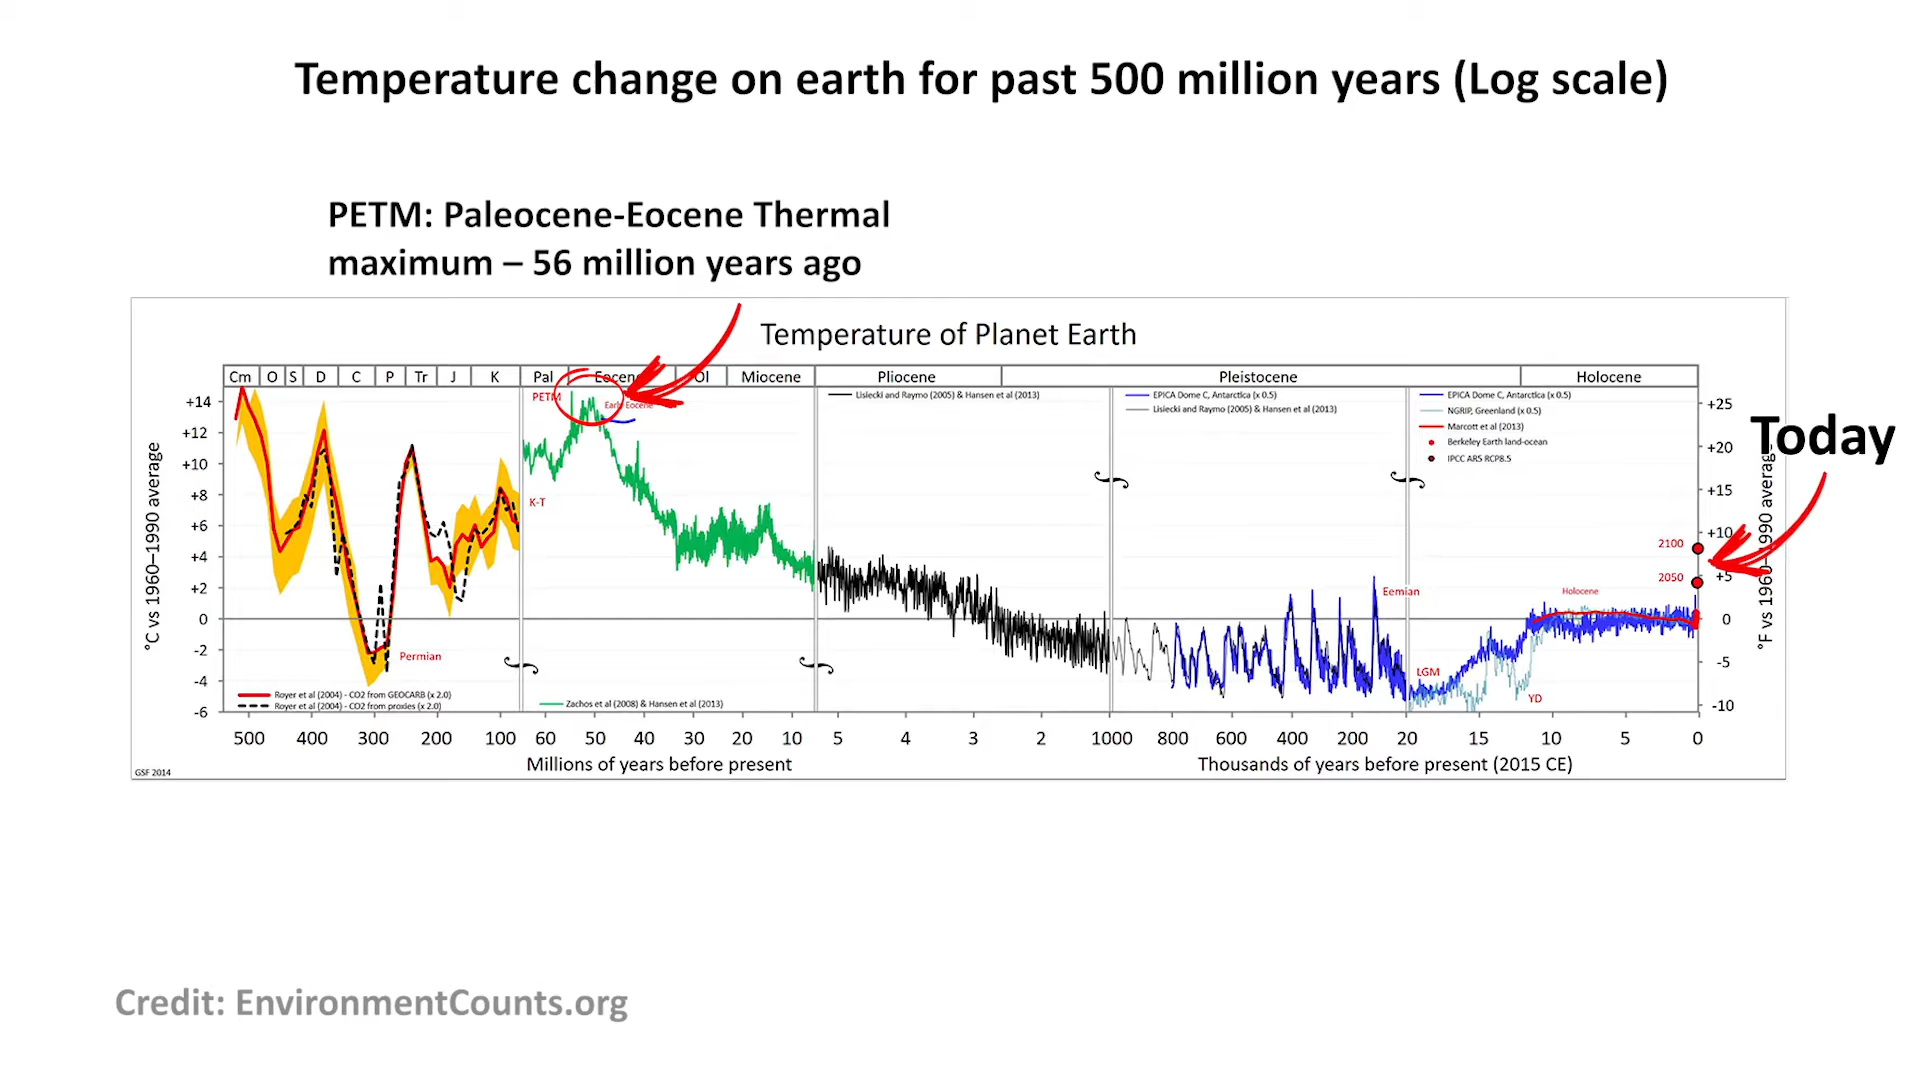 Temperature change on earth for past 500 million years (Log scale)
PETM: Paleocene-Eocene Thermal
maximum – 56 million years ago
Temperature of Planet Earth
Cm O S D C P Tr J K Pal Eocene Ol Miocene Pliocene Pleistocene Holocene
Today
PETM
Early Eocene
K-T
Permian
Lisiecki and Raymo (2005) & Hansen et al (2013)
EPICA Dome C, Antarctica (x 0.5)
Lisiecki and Raymo (2005) & Hansen et al (2013)
EPICA Dome C, Antarctica (x 0.5)
NGRIP, Greenland (x 0.5)
Marcott et al (2013)
Berkeley Earth land-ocean
IPCC AR5 RCP8.5
°C vs 1960–1990 average
+14
+12
+10
+8
+6
+4
+2
0
-2
-4
-6
+25
+20
+15
+10
+5
0
-5
-10
°F vs 1960–1990 average
2100
2050
Eemian
Holocene
LGM
YD
Royer et al (2004) - CO2 from GEOCARB (x 2.0)
Royer et al (2004) - CO2 from proxies (x 2.0)
Zachos et al (2008) & Hansen et al (2013)
500 400 300 200 100 60 50 40 30 20 10 5 4 3 2 1000 800 600 400 200 20 15 10 5 0
Millions of years before present
Thousands of years before present (2015 CE)
GSF 2014
Credit: EnvironmentCounts.org